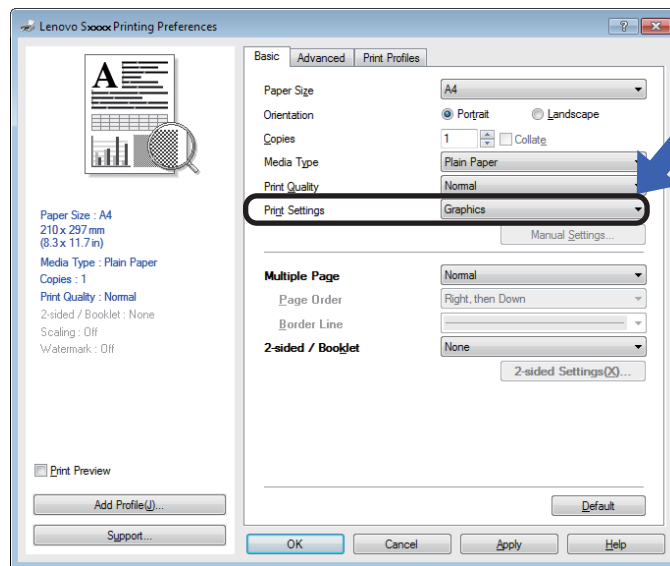 Lenovo Sxxxx Printing Preferences
A
Paper Size : A4
210 x 297 mm
(8.3 x 11.7 in)
Media Type : Plain Paper
Copies : 1
Print Quality : Normal
2-sided / Booklet : None
Scaling : Off
Watermark : Off
Print Preview
Add Profile(J)...
Support...
Basic Advanced Print Profiles
Paper Size A4
Orientation Portrait Landscape
Copies 1 Collate
Media Type Plain Paper
Print Quality Normal
Print Settings Graphics
Manual Settings...
Multiple Page Normal
Page Order Right, then Down
Border Line
2-sided / Booklet None
2-sided Settings(X)...
Default
OK Cancel Apply Help